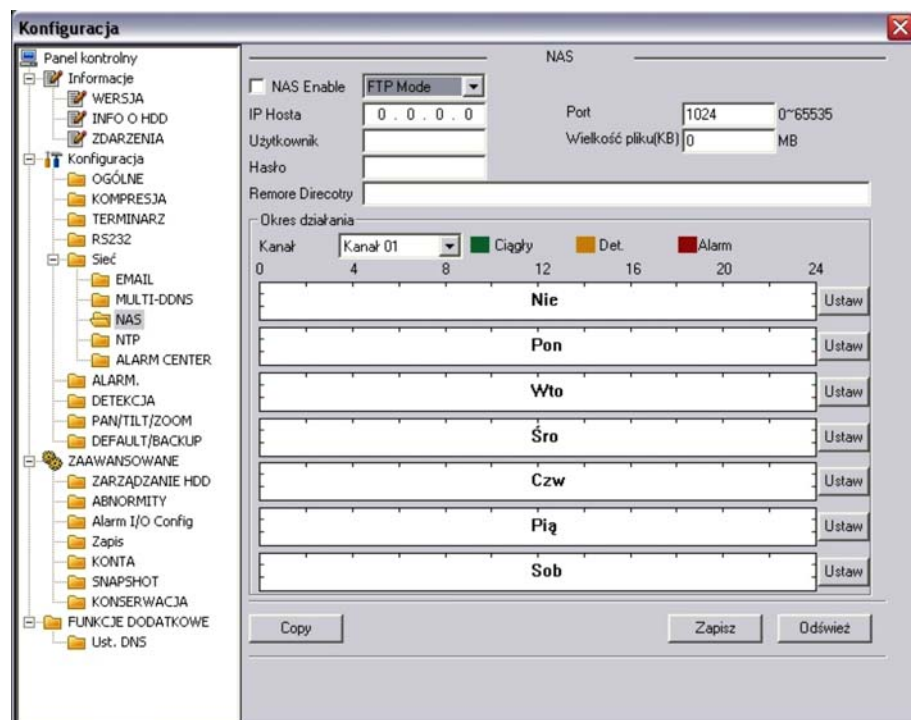 Konfiguracja
Panel kontrolny
Informacje
WERSJA
INFO O HDD
ZDARZENIA
Konfiguracja
OGÓLNE
KOMPRESJA
TERMINARZ
RS232
Sieć
EMAIL
MULTI-DDNS
NAS
NTP
ALARM CENTER
ALARM.
DETEKCJA
PAN/TILT/ZOOM
DEFAULT/BACKUP
ZAAWANSOWANE
ZARZĄDZANIE HDD
ABNORMITY
Alarm I/O Config
Zapis
KONTA
SNAPSHOT
KONSERWACJA
FUNKCJE DODATKOWE
Ust. DNS
NAS
NAS Enable FTP Mode
IP Hosta 0 . 0 . 0 . 0 Port 1024 0~65535
Użytkownik Wielkość pliku(KB) 0 MB
Hasło
Remore Direcotry
Okres działania
Kanał Kanał 01 Ciągły Det. Alarm
0 4 8 12 16 20 24
Nie Ustaw
Pon Ustaw
Wto Ustaw
Śro Ustaw
Czw Ustaw
Pią Ustaw
Sob Ustaw
Copy Zapisz Odśwież